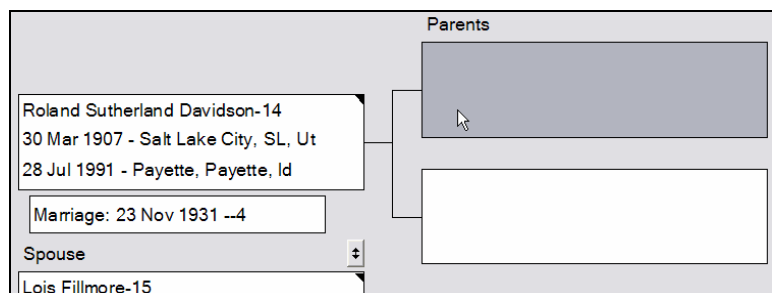 Parents
Roland Sutherland Davidson-14
30 Mar 1907 - Salt Lake City, SL, Ut
28 Jul 1991 - Payette, Payette, Id
Marriage: 23 Nov 1931 --4
Spouse
Lois Fillmore-15